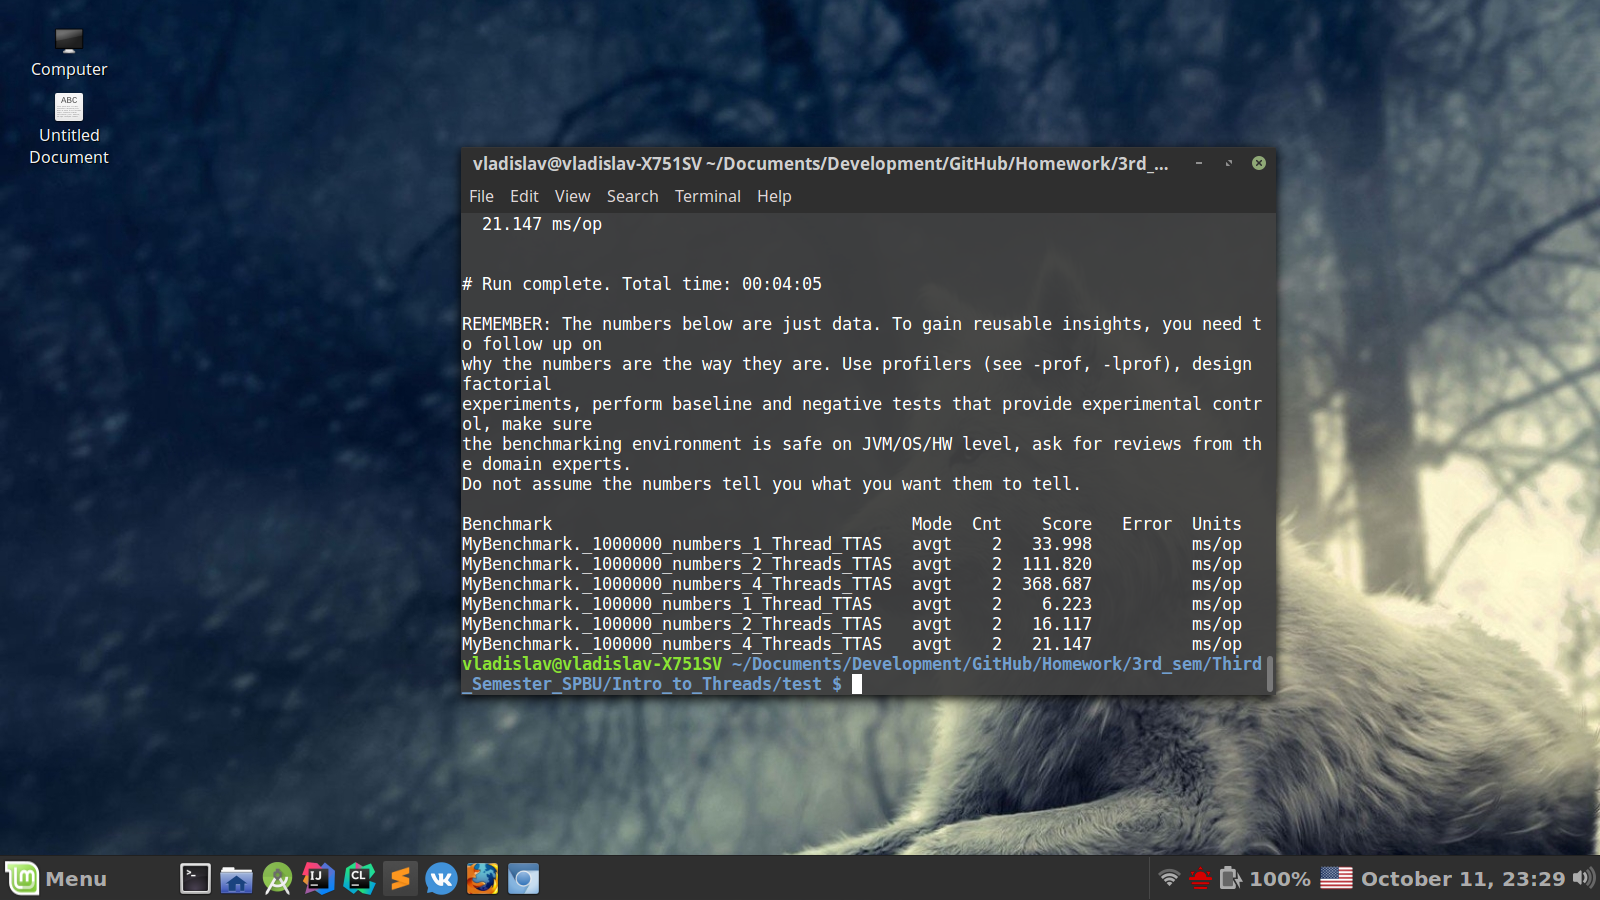 Computer
ABC
Untitled
Document
vladislav@vladislav-X751SV ~/Documents/Development/GitHub/Homework/3rd_...
File Edit View Search Terminal Help
21.147 ms/op
# Run complete. Total time: 00:04:05
REMEMBER: The numbers below are just data. To gain reusable insights, you need t
o follow up on
why the numbers are the way they are. Use profilers (see -prof, -lprof), design
factorial
experiments, perform baseline and negative tests that provide experimental contr
ol, make sure
the benchmarking environment is safe on JVM/OS/HW level, ask for reviews from th
e domain experts.
Do not assume the numbers tell you what you want them to tell.
Benchmark Mode Cnt Score Error Units
MyBenchmark._1000000_numbers_1_Thread_TTAS avgt 2 33.998 ms/op
MyBenchmark._1000000_numbers_2_Threads_TTAS avgt 2 111.820 ms/op
MyBenchmark._1000000_numbers_4_Threads_TTAS avgt 2 368.687 ms/op
MyBenchmark._100000_numbers_1_Thread_TTAS avgt 2 6.223 ms/op
MyBenchmark._100000_numbers_2_Threads_TTAS avgt 2 16.117 ms/op
MyBenchmark._100000_numbers_4_Threads_TTAS avgt 2 21.147 ms/op
vladislav@vladislav-X751SV ~/Documents/Development/GitHub/Homework/3rd_sem/Third
_Semester_SPBU/Intro_to_Threads/test $
Menu >_ IJ CL 100% October 11, 23:29